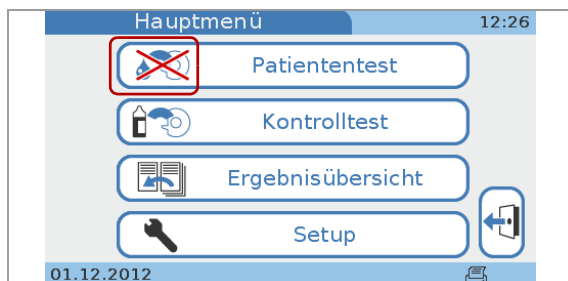 Hauptmenü 12:26
Patiententest
Kontrolltest
Ergebnisübersicht
Setup
01.12.2012